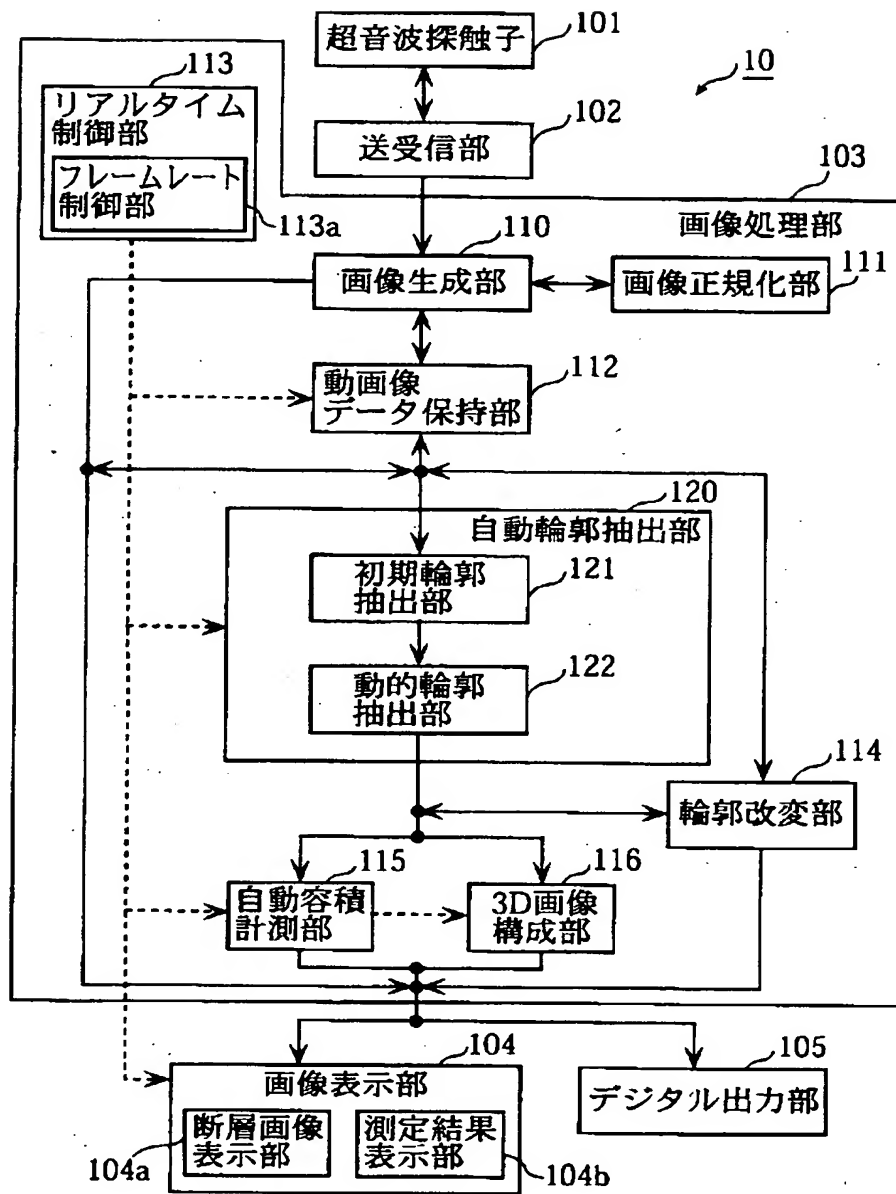 超音波探触子
101
10
113
リアルタイム
制御部
フレームレート
制御部
113a
送受信部
102
103
画像処理部
110
画像生成部
画像正規化部
111
動画像
データ保持部
112
120
自動輪郭抽出部
初期輪郭
抽出部
121
動的輪郭
抽出部
122
114
輪郭改変部
115
自動容積
計測部
116
3D画像
構成部
104
画像表示部
断層画像
表示部
104a
測定結果
表示部
104b
105
デジタル出力部